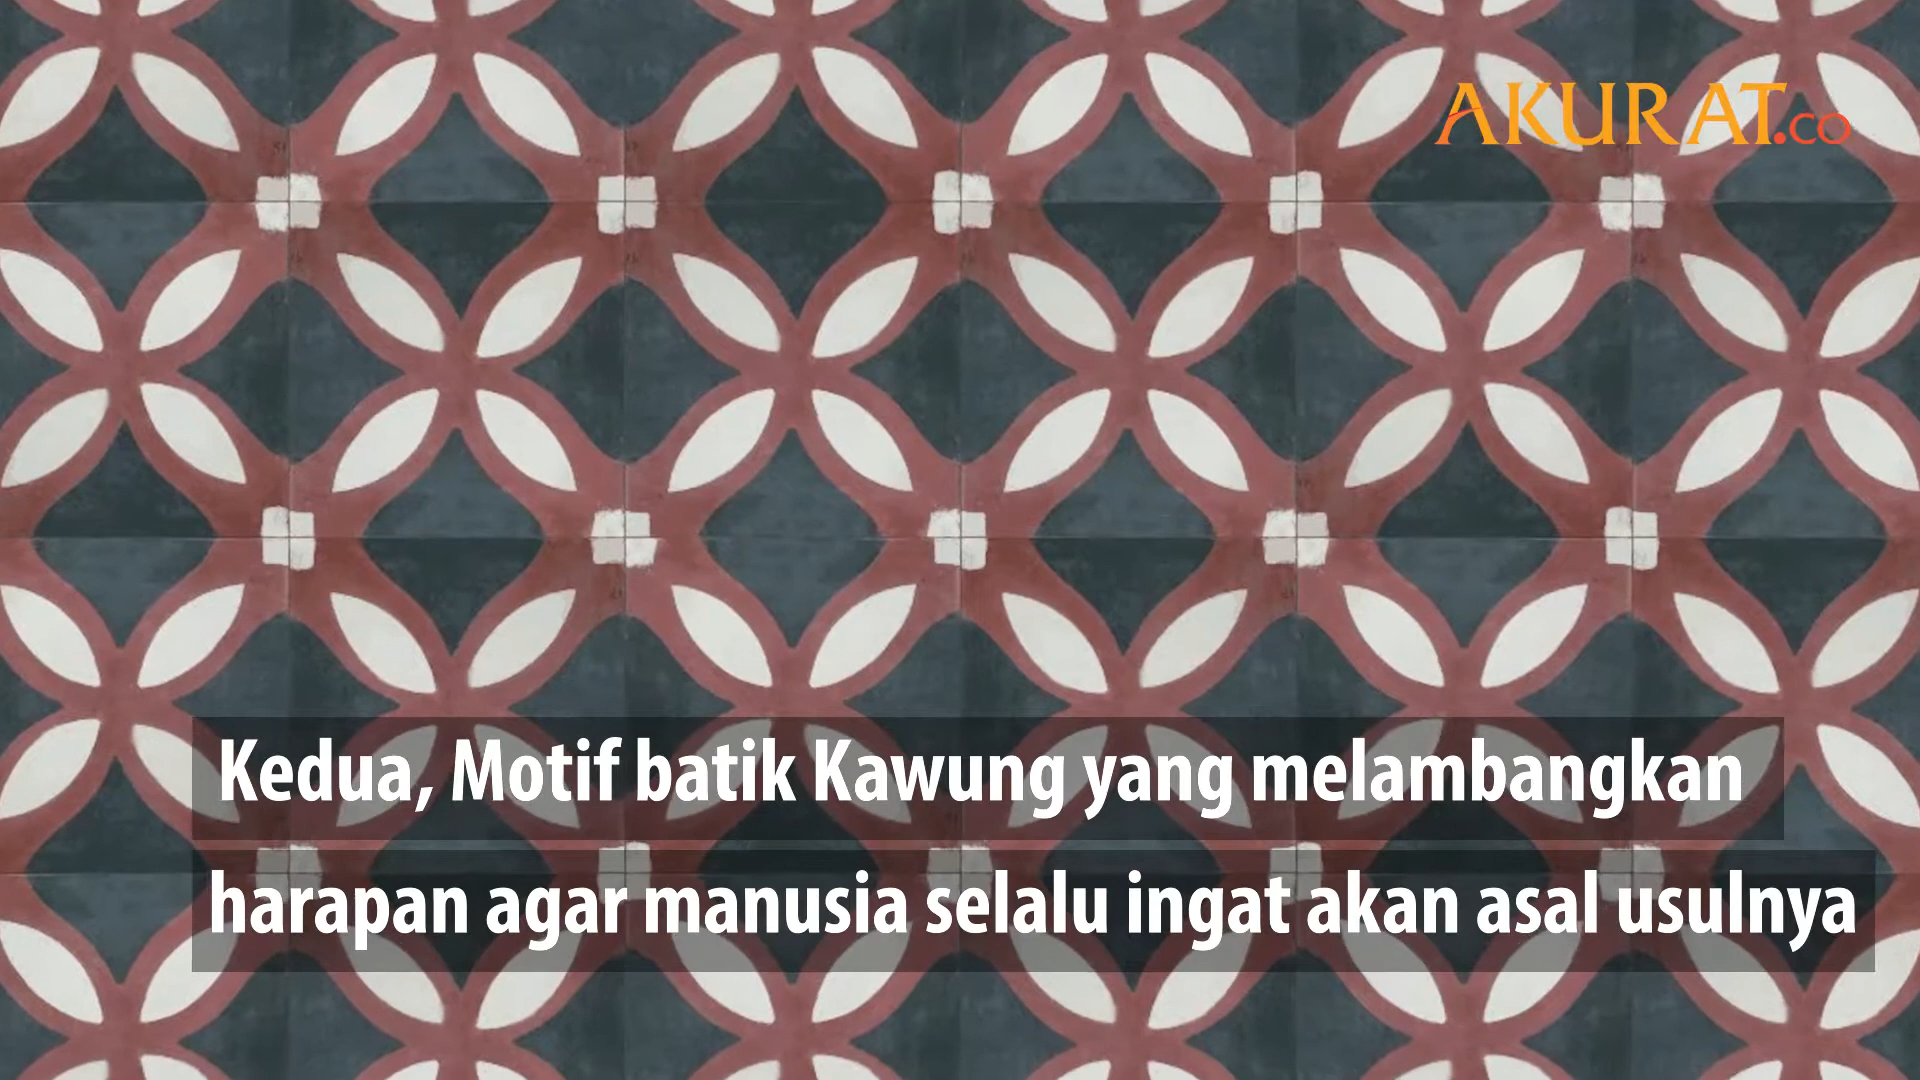 AKURAT.co
Kedua, Motif batik Kawung yang melambangkan
harapan agar manusia selalu ingat akan asal usulnya